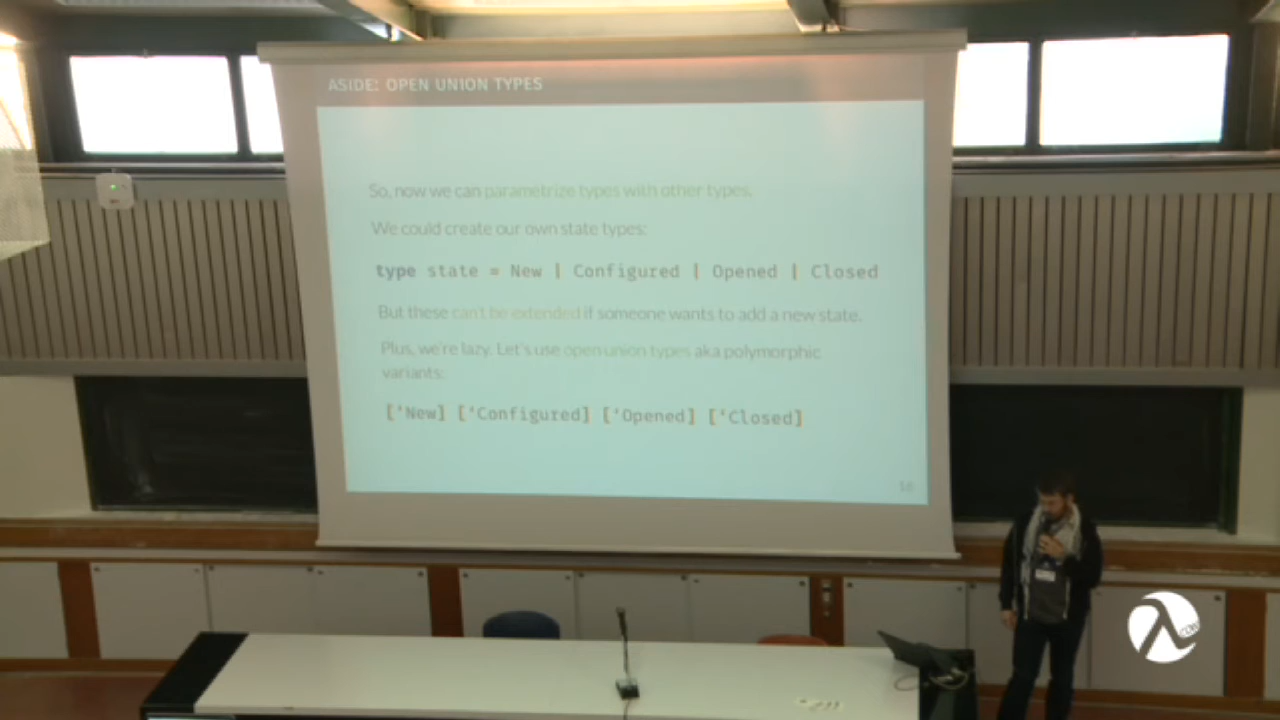 ASIDE: OPEN UNION TYPES
So, now we can parametrize types with other types.
We could create our own state types:
type state = New | Configured | Opened | Closed
But these can't be extended if someone wants to add a new state.
Plus, we're lazy. Let's use open union types aka polymorphic
variants:
[‘New] [‘Configured] [‘Opened] [‘Closed]
16
λ CON